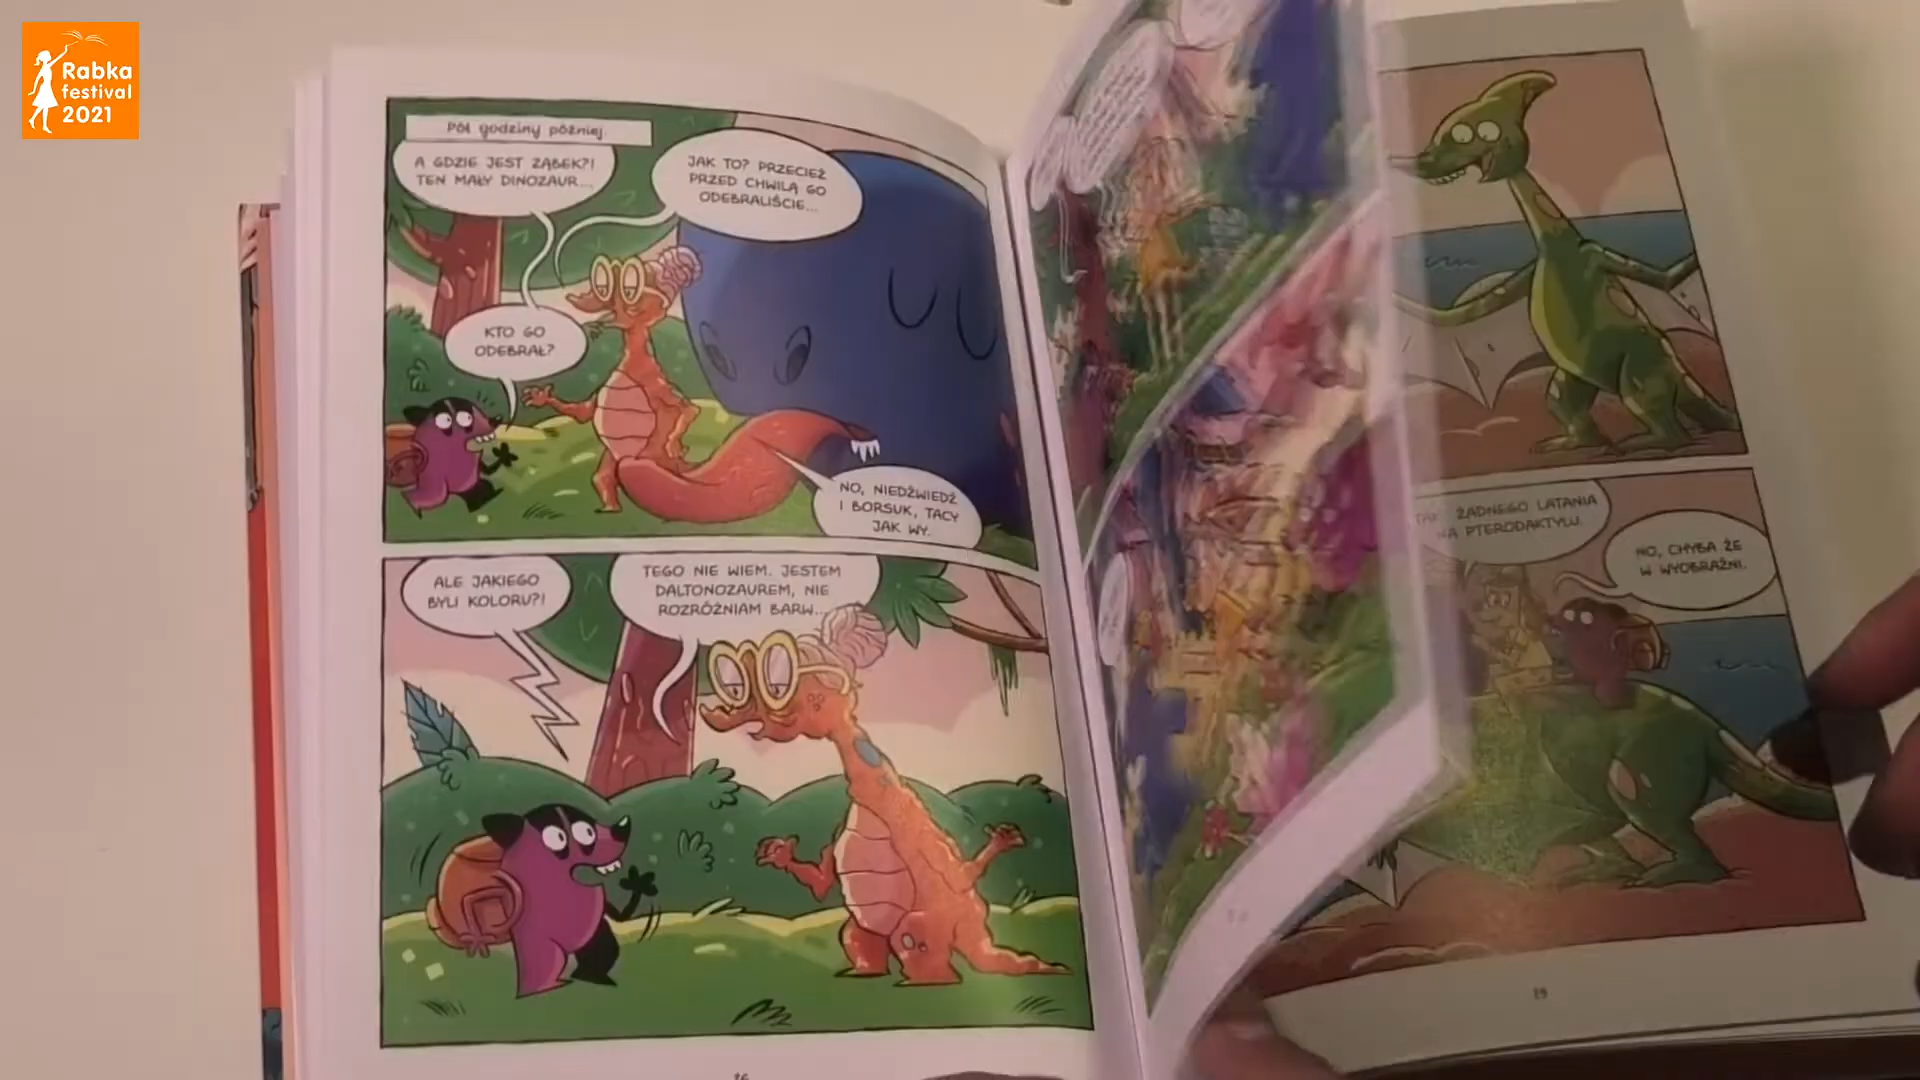 Rabka
festival
2021
Pół godziny później
A GDZIE JEST ZĄBEK?!
TEN MAŁY DINOZAUR...
JAK TO? PRZECIEŻ
PRZED CHWILĄ GO
ODEBRALIŚCIE...
KTO GO
ODEBRAŁ?
NO, NIEDŹWIEDŹ
I BORSUK, TACY
JAK WY.
ALE JAKIEGO
BYLI KOLORU?!
TEGO NIE WIEM. JESTEM
DALTONOZAUREM, NIE
ROZRÓŻNIAM BARW...
26
ŻADNEGO LATANIA
NA PTERODAKTYLU.
NO, CHYBA ŻE
W WYOBRAŹNI.
29